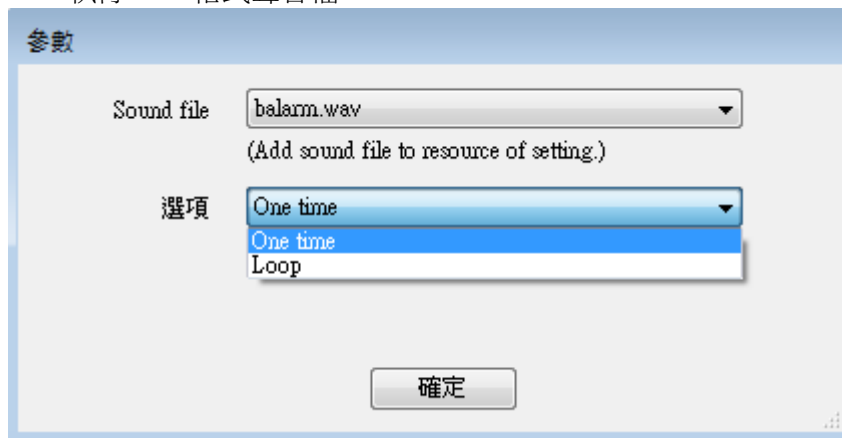 參數
Sound file
balarm.wav
(Add sound file to resource of setting.)
選項
One time
One time
Loop
確定